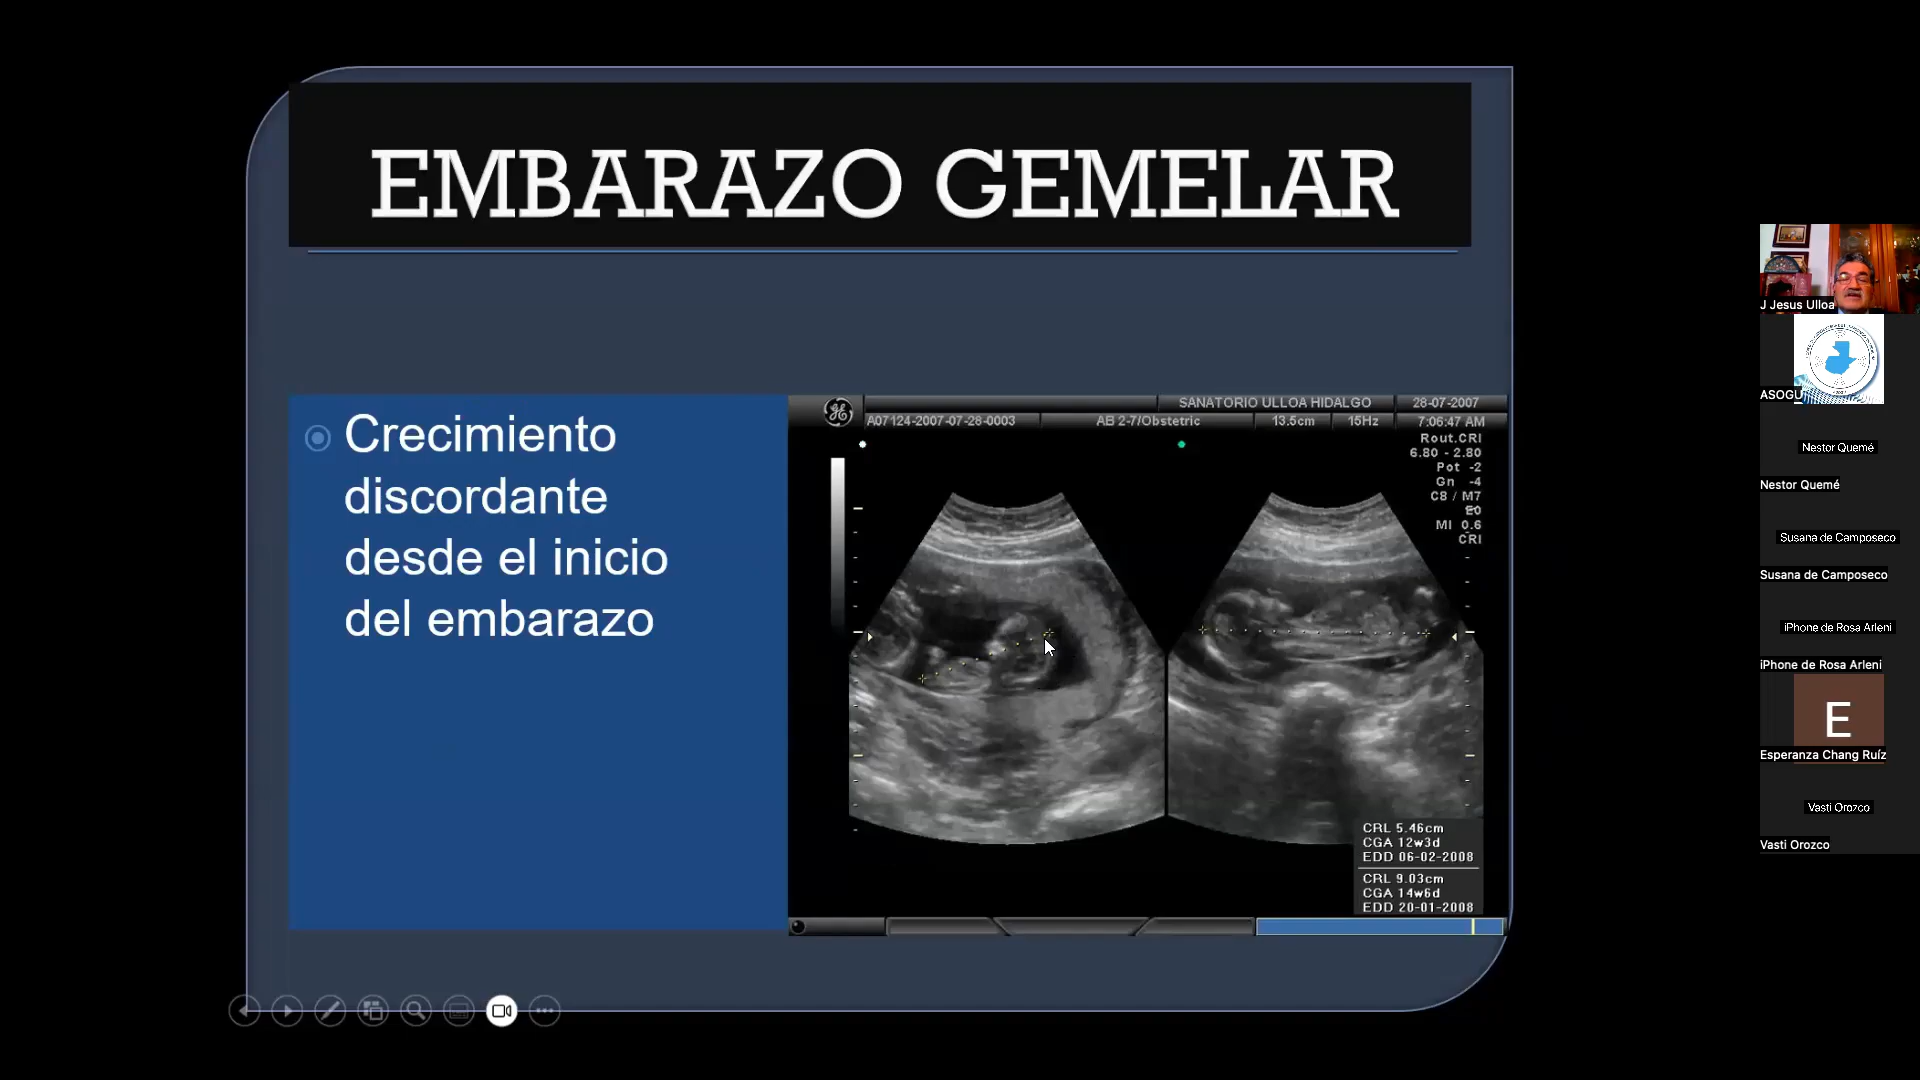 EMBARAZO GEMELAR
Crecimiento
discordante
desde el inicio
del embarazo
SANATORIO ULLOA HIDALGO 28-07-2007
A07124-2007-07-28-0003 AB 2-7/Obstetric 13.5cm 15Hz 7:06:47 AM
Rout.CRI
6.80 - 2.80
Pot -2
Gn -4
C8 / M7
E0
MI 0.6
CRI
CRL 5.46cm
CGA 12w3d
EDD 06-02-2008
CRL 9.03cm
CGA 14w6d
EDD 20-01-2008
J Jesus Ulloa
ASOGU
Nestor Quemé
Nestor Quemé
Susana de Camposeco
Susana de Camposeco
iPhone de Rosa Arleni
iPhone de Rosa Arleni
E
Esperanza Chang Ruíz
Vasti Orozco
Vasti Orozco